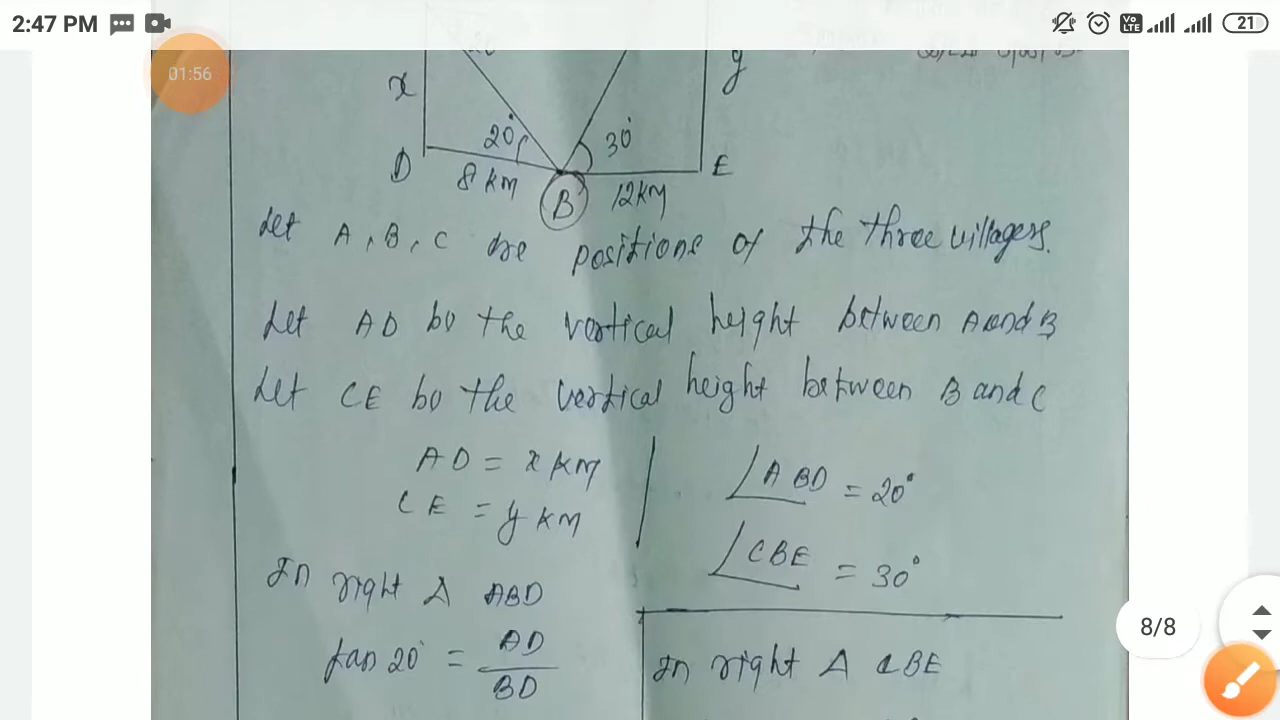 2:47 PM
21
01:56
x
y
20°
30°
D
8 km
B
12km
E
Let A, B, C are positions of the three villagers.
Let AD be the vertical height between A and B
Let CE be the vertical height between B and C
AD = x km
CE = y km
∠ABD = 20°
∠CBE = 30°
In right Δ ABD
tan 20° = AD/BD
In right Δ CBE
8/8